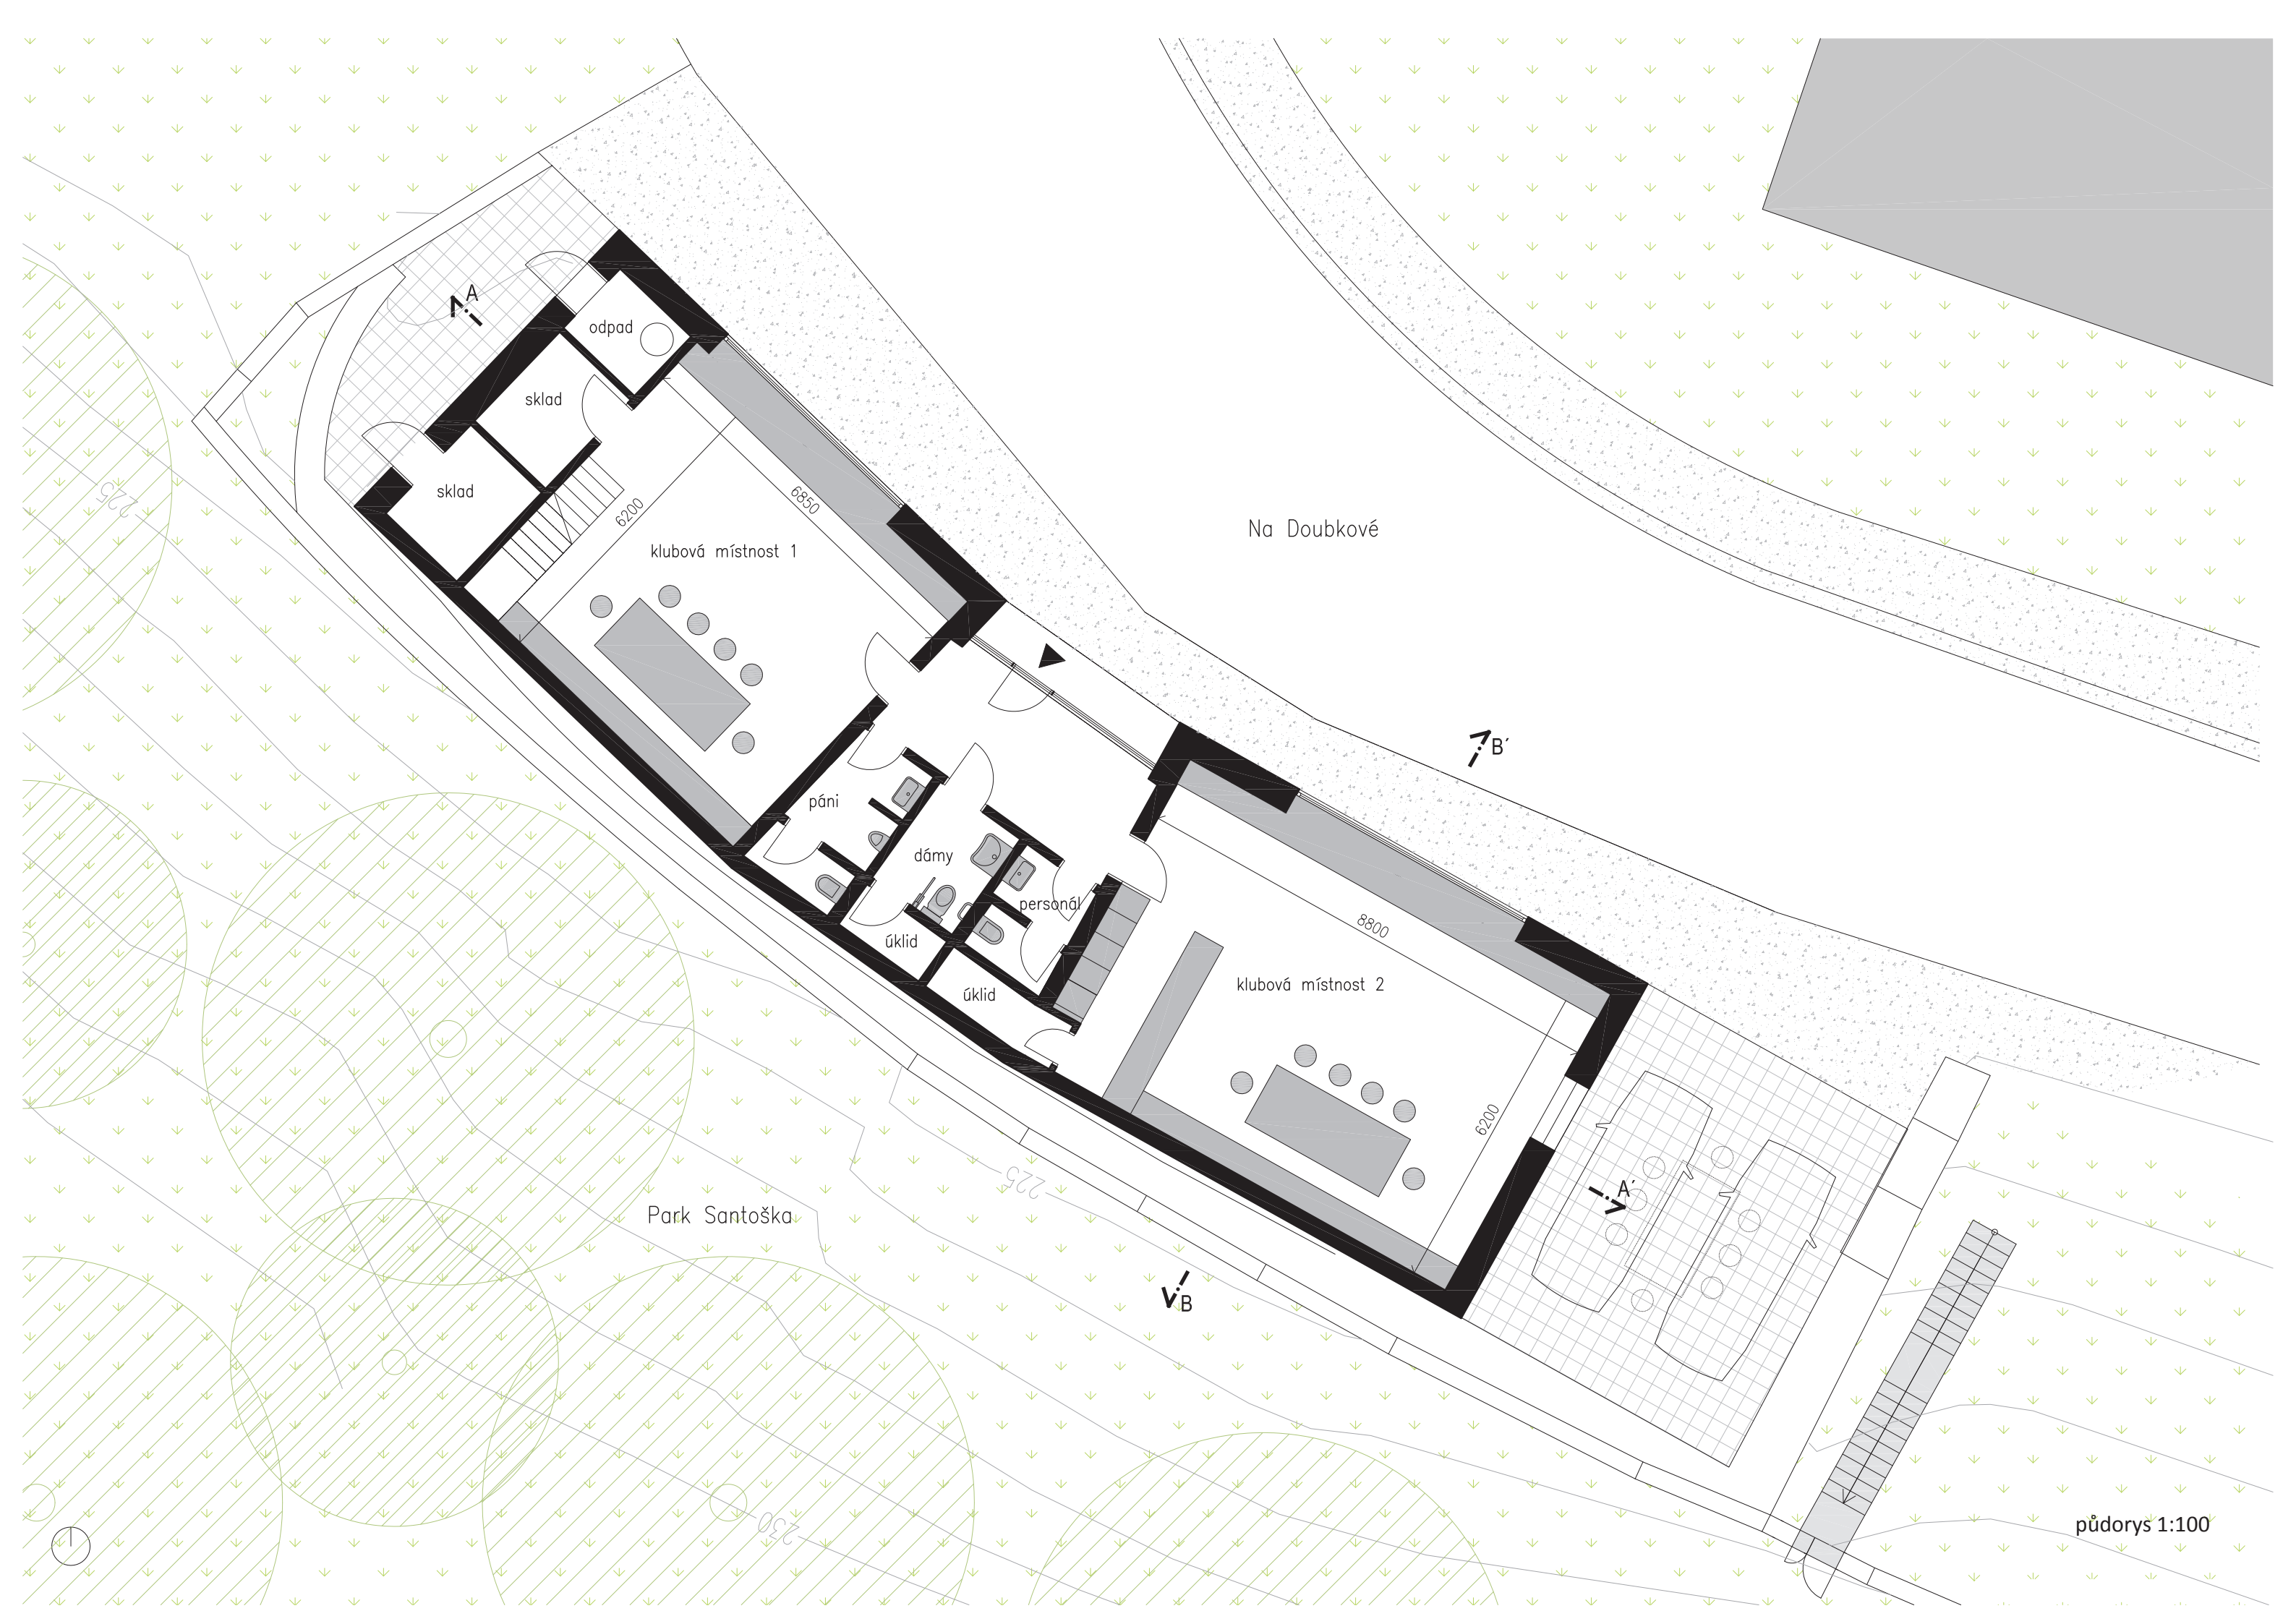 A
odpad
sklad
sklad
6850
6200
klubová místnost 1
225
Na Doubkové
B´
páni
dámy
personál
úklid
úklid
8800
klubová místnost 2
6200
A´
225
Park Santoška
B
230
půdorys 1:100